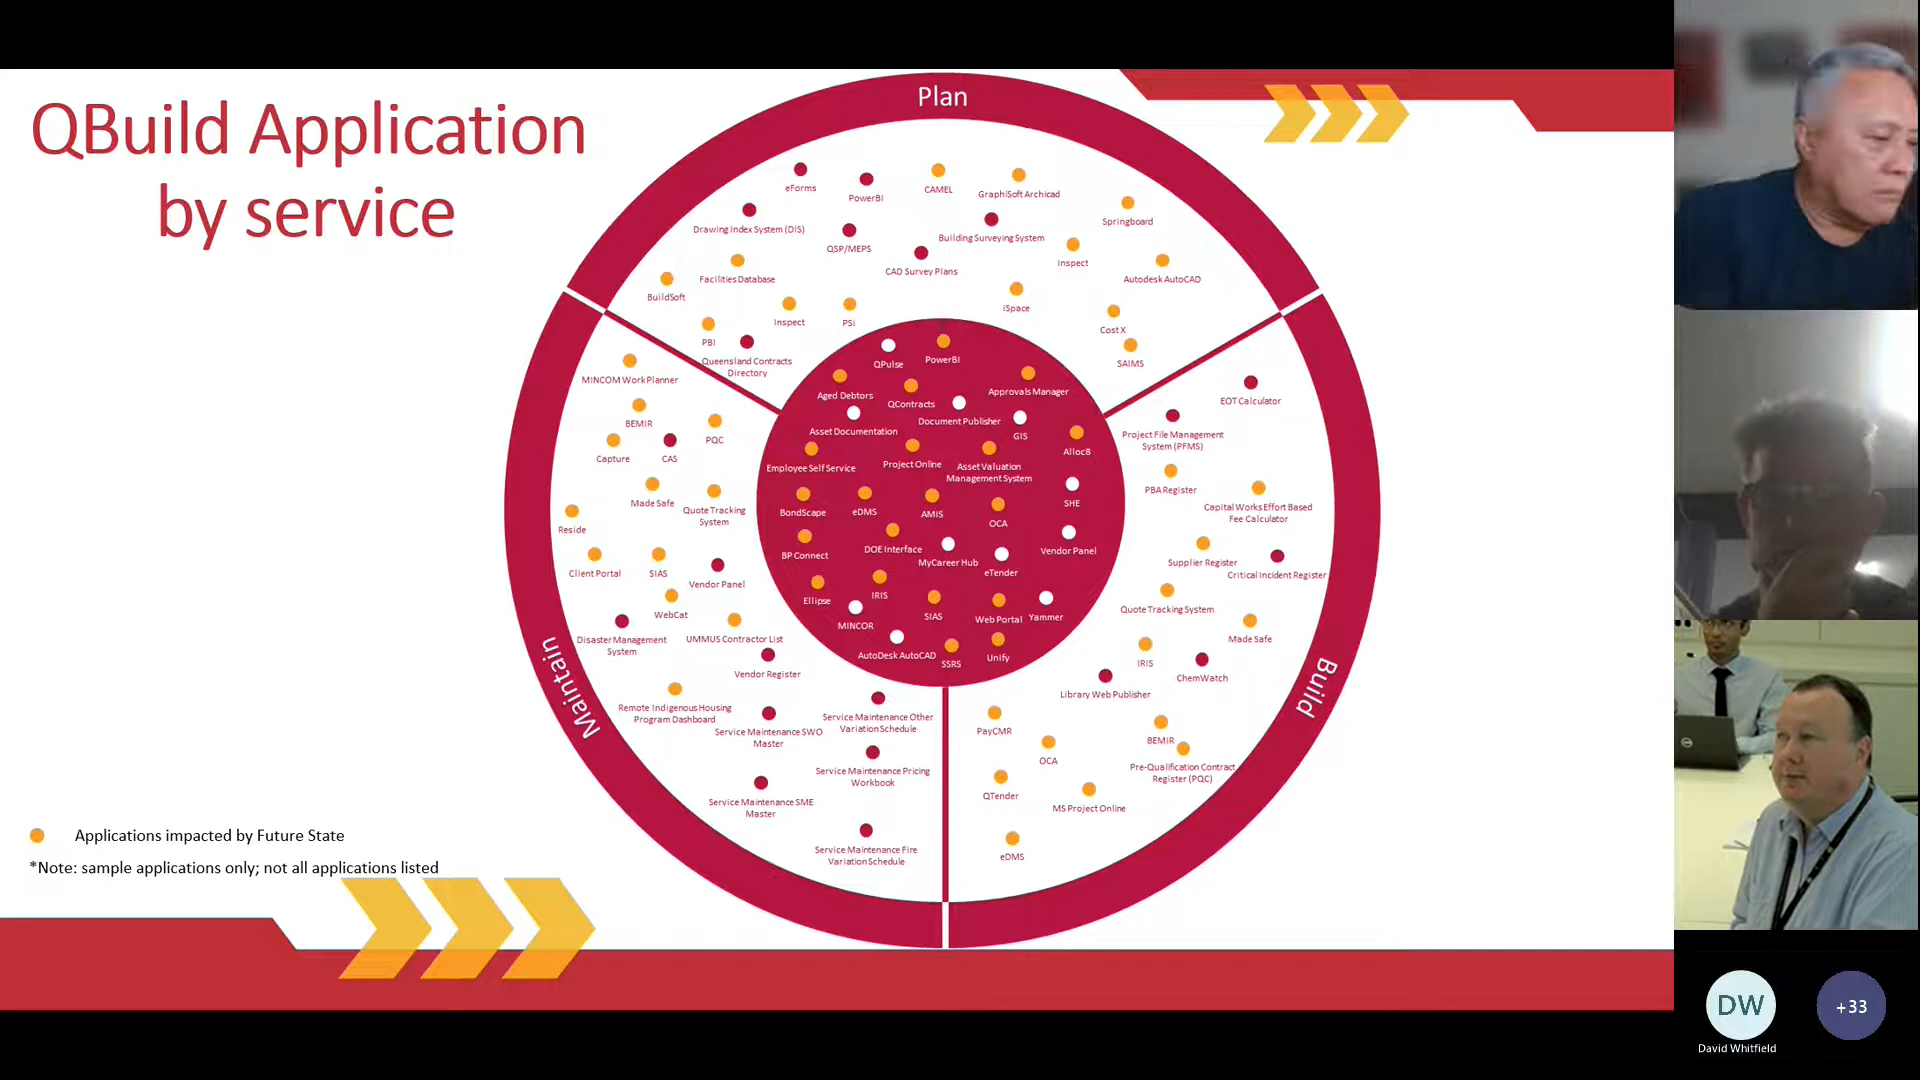 QBuild Application
by service
Plan
eForms
PowerBI
CAMEL
GraphiSoft Archicad
Springboard
Drawing Index System (DIS)
QSP/MEPS
Building Surveying System
Inspect
CAD Survey Plans
Facilities Database
Autodesk AutoCAD
BuildSoft
Inspect
PSI
iSpace
PBI
Cost X
Queensland Contracts
Directory
SAIMS
QPulse
PowerBI
Aged Debtors
QContracts
Approvals Manager
Asset Documentation
Document Publisher
GIS
Alloc8
Employee Self Service
Project Online
Asset Valuation
Management System
SHE
BondScape
eDMS
AMIS
OCA
BP Connect
DOE Interface
MyCareer Hub
eTender
Vendor Panel
Ellipse
IRIS
MINCOR
SIAS
Web Portal
Yammer
AutoDesk AutoCAD
SSRS
Unify
MINCOM Work Planner
BEMIR
PQC
Capture
CAS
Made Safe
Quote Tracking
System
Reside
Client Portal
SIAS
Vendor Panel
WebCat
Disaster Management
System
UMMUS Contractor List
Vendor Register
Remote Indigenous Housing
Program Dashboard
Service Maintenance SWO
Master
Service Maintenance Other
Variation Schedule
Service Maintenance Pricing
Workbook
Service Maintenance SME
Master
Service Maintenance Fire
Variation Schedule
Maintain
EOT Calculator
Project File Management
System (PFMS)
PBA Register
Capital Works Effort Based
Fee Calculator
Supplier Register
Critical Incident Register
Quote Tracking System
Made Safe
IRIS
ChemWatch
Library Web Publisher
PayCMR
BEMIR
OCA
Pre-Qualification Contract
Register (PQC)
QTender
MS Project Online
eDMS
Build
Applications impacted by Future State
*Note: sample applications only; not all applications listed
DW
+33
David Whitfield